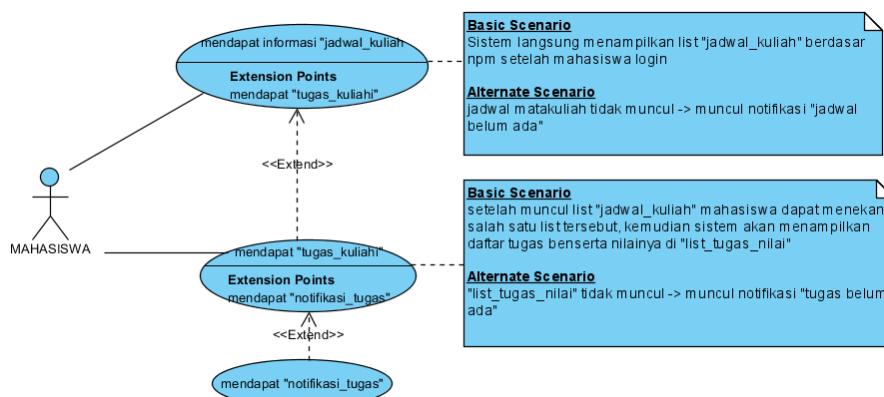 mendapat informasi "jadwal_kuliah
Extension Points
mendapat "tugas_kuliahi"
Basic Scenario
Sistem langsung menampilkan list "jadwal_kuliah" berdasar
npm setelah mahasiswa login
Alternate Scenario
jadwal matakuliah tidak muncul -> muncul notifikasi "jadwal
belum ada"
<<Extend>>
MAHASISWA
mendapat "tugas_kuliahi"
Extension Points
mendapat "notifikasi_tugas"
Basic Scenario
setelah muncul list "jadwal_kuliah" mahasiswa dapat menekan
salah satu list tersebut, kemudian sistem akan menampilkan
daftar tugas benserta nilainya di "list_tugas_nilai"
Alternate Scenario
"list_tugas_nilai" tidak muncul -> muncul notifikasi "tugas belum
ada"
<<Extend>>
mendapat "notifikasi_tugas"